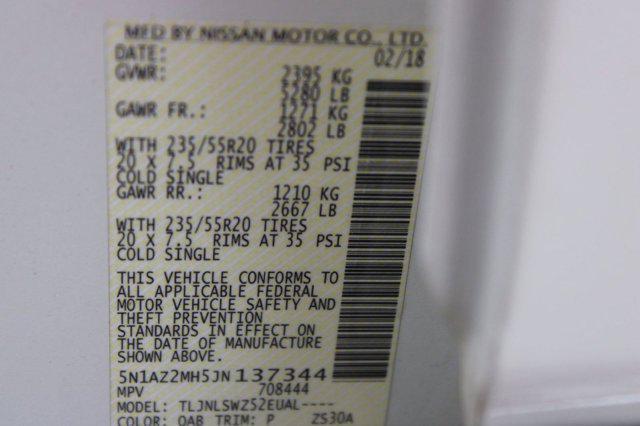 MFD BY NISSAN MOTOR CO., LTD.
DATE: 02/18
GVWR: 2395 KG
5280 LB
GAWR FR.: 1271 KG
2802 LB
WITH 235/55R20 TIRES
20 X 7.5 RIMS AT 35 PSI
COLD SINGLE
GAWR RR.: 1210 KG
2667 LB
WITH 235/55R20 TIRES
20 X 7.5 RIMS AT 35 PSI
COLD SINGLE
THIS VEHICLE CONFORMS TO
ALL APPLICABLE FEDERAL
MOTOR VEHICLE SAFETY AND
THEFT PREVENTION
STANDARDS IN EFFECT ON
THE DATE OF MANUFACTURE
SHOWN ABOVE.
5N1AZ2MH5JN137344
MPV 708444
MODEL: TLJNLSWZ52EUAL----
COLOR: QAB TRIM: P ZS30A